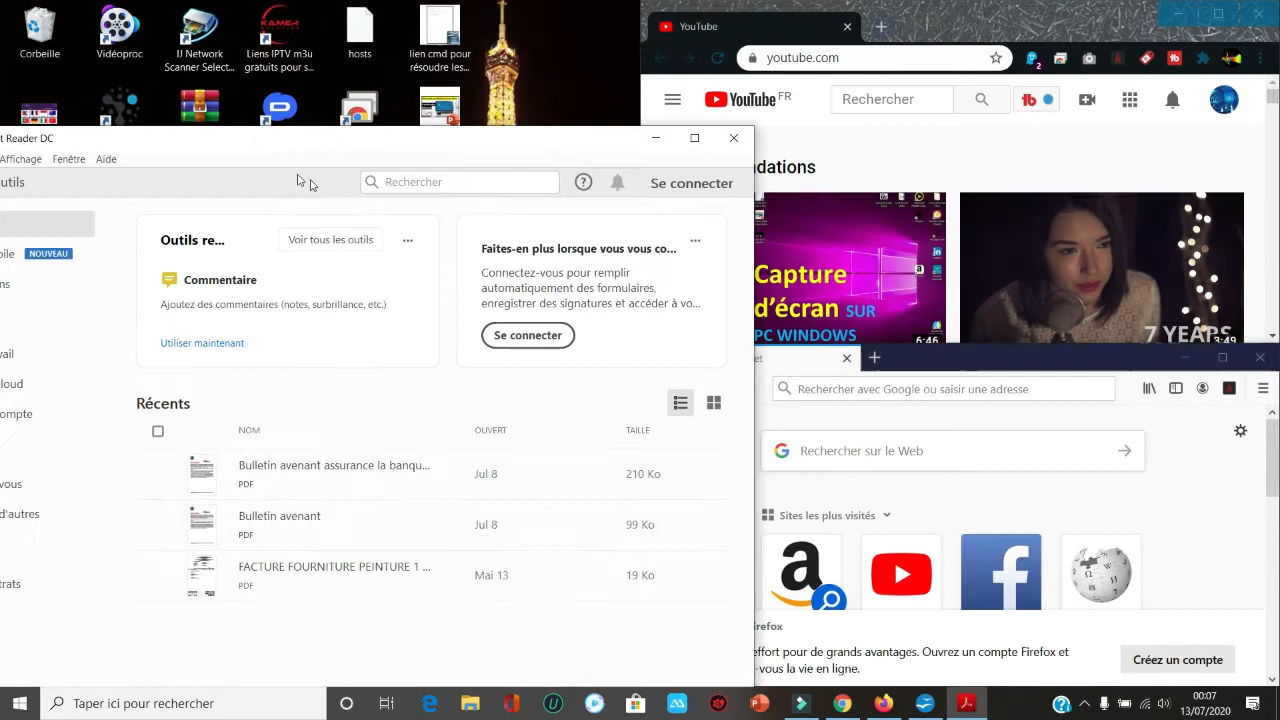 Corbeille
Vidéoproc
IJ Network
Scanner Select...
Liens IPTV m3u
gratuits pour s...
hosts
lien cmd pour
résoudre les...
KAMEH
YouTube
youtube.com
2
YouTube FR
Rechercher
ndations
Capture
d'écran SUR
PC WINDOWS
6:46
7 YEARS
3:49
t Reader DC
Affichage Fenêtre Aide
utils
Rechercher
Se connecter
Outils re...
Voir tous les outils
Commentaire
Ajoutez des commentaires (notes, surbrillance, etc.)
Utiliser maintenant
Faites-en plus lorsque vous vous co...
Connectez-vous pour remplir
automatiquement des formulaires,
enregistrer des signatures et accéder à vo...
Se connecter
bile NOUVEAU
ns
vail
loud
ompte
vous
d'autres
trats
Récents
NOM OUVERT TAILLE
Bulletin avenant assurance la banqu...
PDF
Jul 8 210 Ko
Bulletin avenant
PDF
Jul 8 99 Ko
FACTURE FOURNITURE PEINTURE 1 ...
PDF
Mai 13 19 Ko
et
Rechercher avec Google ou saisir une adresse
Rechercher sur le Web
Sites les plus visités
irefox
effort pour de grands avantages. Ouvrez un compte Firefox et
-vous la vie en ligne.
Créez un compte
Taper ici pour rechercher
00:07
13/07/2020